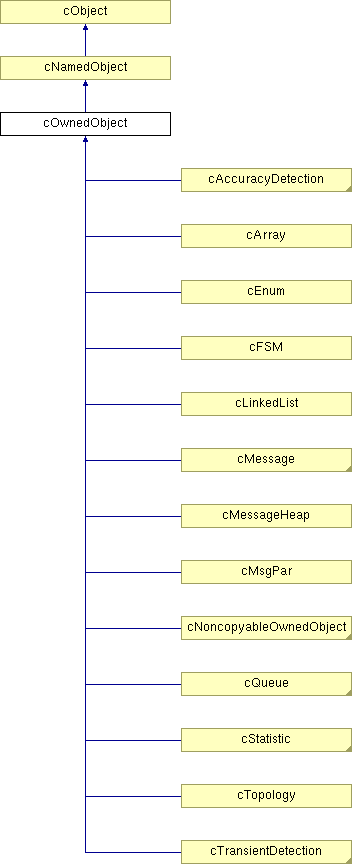 cObject
cNamedObject
cOwnedObject
cAccuracyDetection
cArray
cEnum
cFSM
cLinkedList
cMessage
cMessageHeap
cMsgPar
cNoncopyableOwnedObject
cQueue
cStatistic
cTopology
cTransientDetection